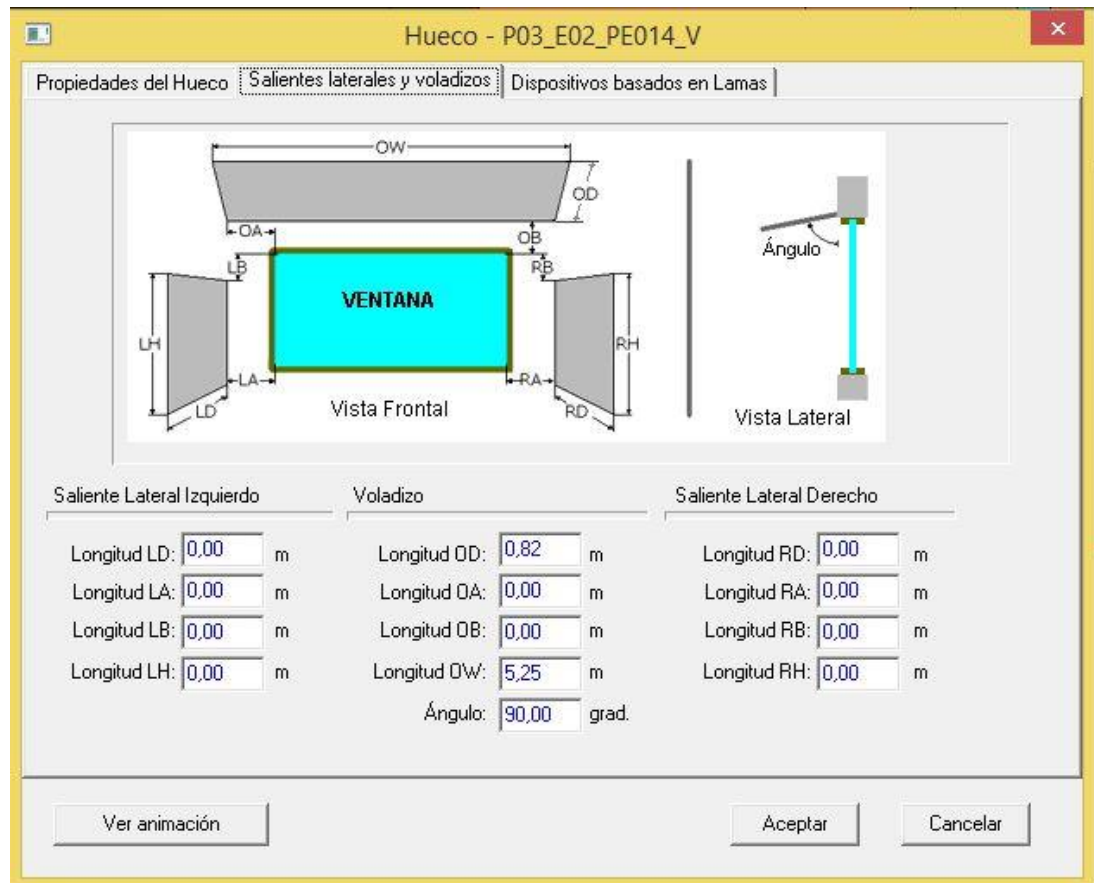 Hueco - P03_E02_PE014_V
Propiedades del Hueco Salientes laterales y voladizos Dispositivos basados en Lamas
OW
OD
OA
OB
LB
RB
VENTANA
Ángulo
LH
RH
LA
RA
LD
Vista Frontal
RD
Vista Lateral
Saliente Lateral Izquierdo Voladizo Saliente Lateral Derecho
Longitud LD: 0,00 m Longitud OD: 0,82 m Longitud RD: 0,00 m
Longitud LA: 0,00 m Longitud OA: 0,00 m Longitud RA: 0,00 m
Longitud LB: 0,00 m Longitud OB: 0,00 m Longitud RB: 0,00 m
Longitud LH: 0,00 m Longitud OW: 5,25 m Longitud RH: 0,00 m
Ángulo: 90,00 grad.
Ver animación Aceptar Cancelar